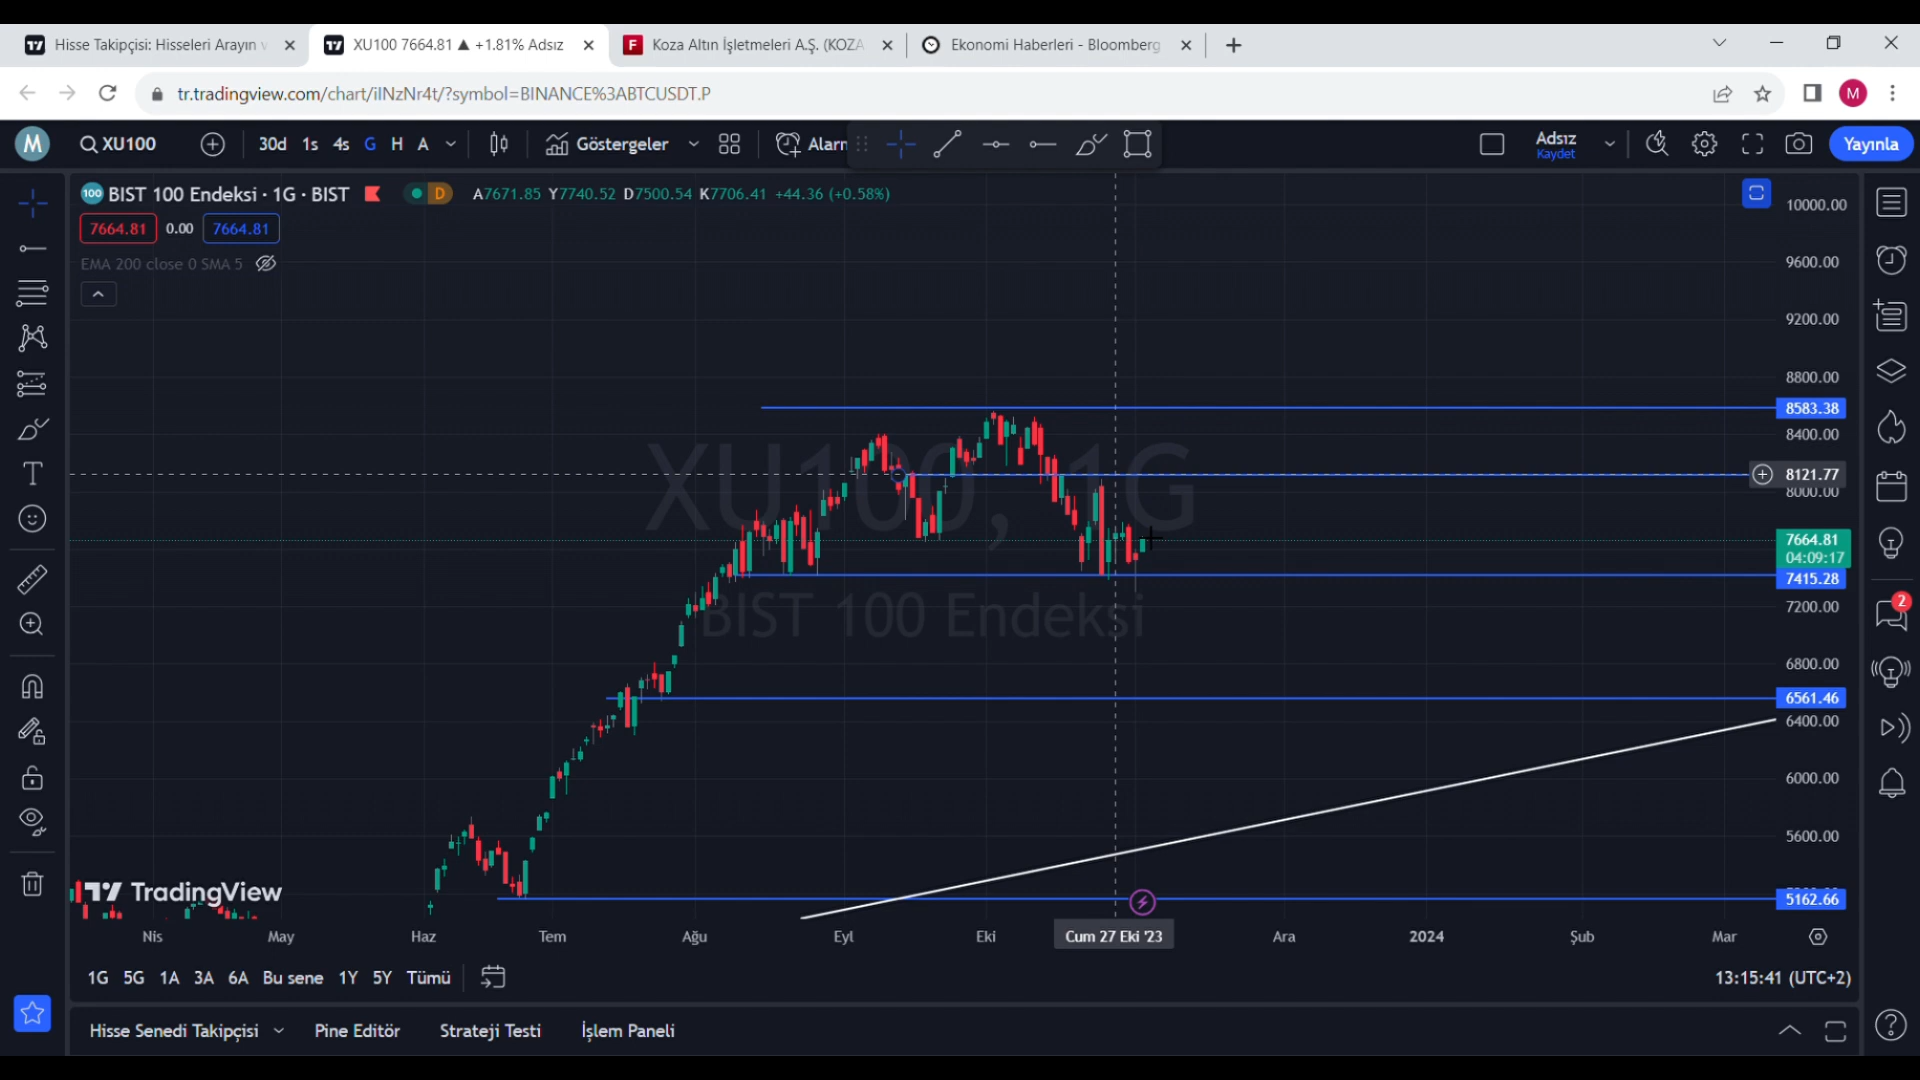 Hisse Takipçisi: Hisseleri Arayın v
XU100 7664.81 ▲ +1.81% Adsız
Koza Altın İşletmeleri A.Ş. (KOZA
Ekonomi Haberleri - Bloomberg
tr.tradingview.com/chart/iINzNr4t/?symbol=BINANCE%3ABTCUSDT.P
M
M
XU100
30d 1s 4s G H A
Göstergeler
Alarm
Adsız
Kaydet
Yayınla
100 BIST 100 Endeksi · 1G · BIST
D
A7671.85 Y7740.52 D7500.54 K7706.41 +44.36 (+0.58%)
7664.81 0.00 7664.81
EMA 200 close 0 SMA 5
XU100, 1G
BIST 100 Endeksi
10000.00
9600.00
9200.00
8800.00
8583.38
8400.00
8121.77
8000.00
7664.81
04:09:17
7415.28
7200.00
6800.00
6561.46
6400.00
6000.00
5600.00
5162.66
2
TradingView
Nis May Haz Tem Ağu Eyl Eki Cum 27 Eki '23 Ara 2024 Şub Mar
1G 5G 1A 3A 6A Bu sene 1Y 5Y Tümü
13:15:41 (UTC+2)
Hisse Senedi Takipçisi Pine Editör Strateji Testi İşlem Paneli